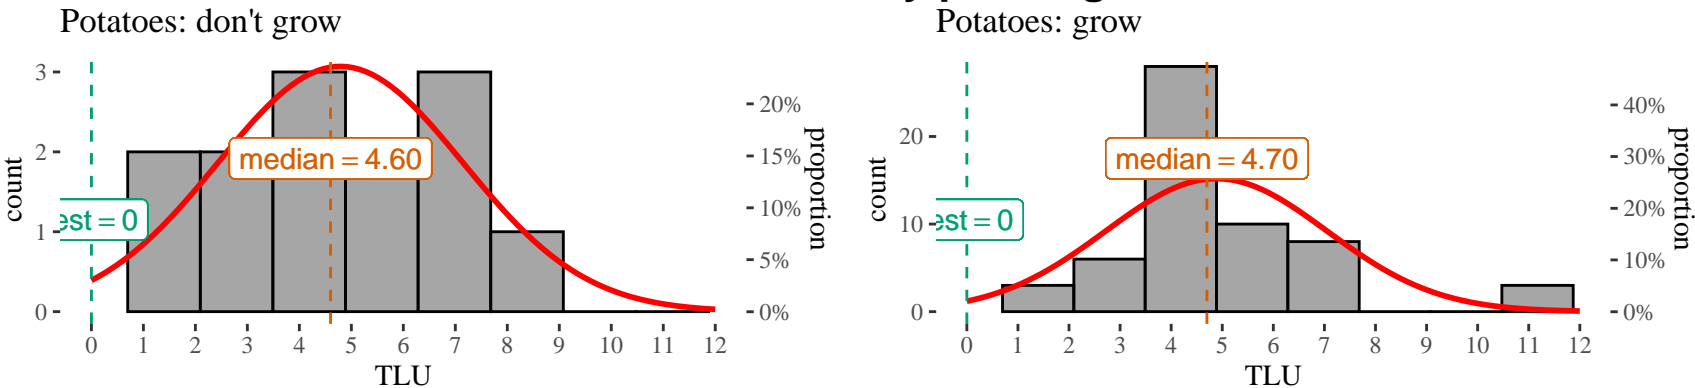 Potatoes: don't grow
3
2
1
0
count
20%
15%
10%
5%
0%
proportion
median = 4.60
est = 0
0 1 2 3 4 5 6 7 8 9 10 11 12
TLU
Potatoes: grow
20
10
0
count
40%
30%
20%
10%
0%
proportion
median = 4.70
est = 0
0 1 2 3 4 5 6 7 8 9 10 11 12
TLU